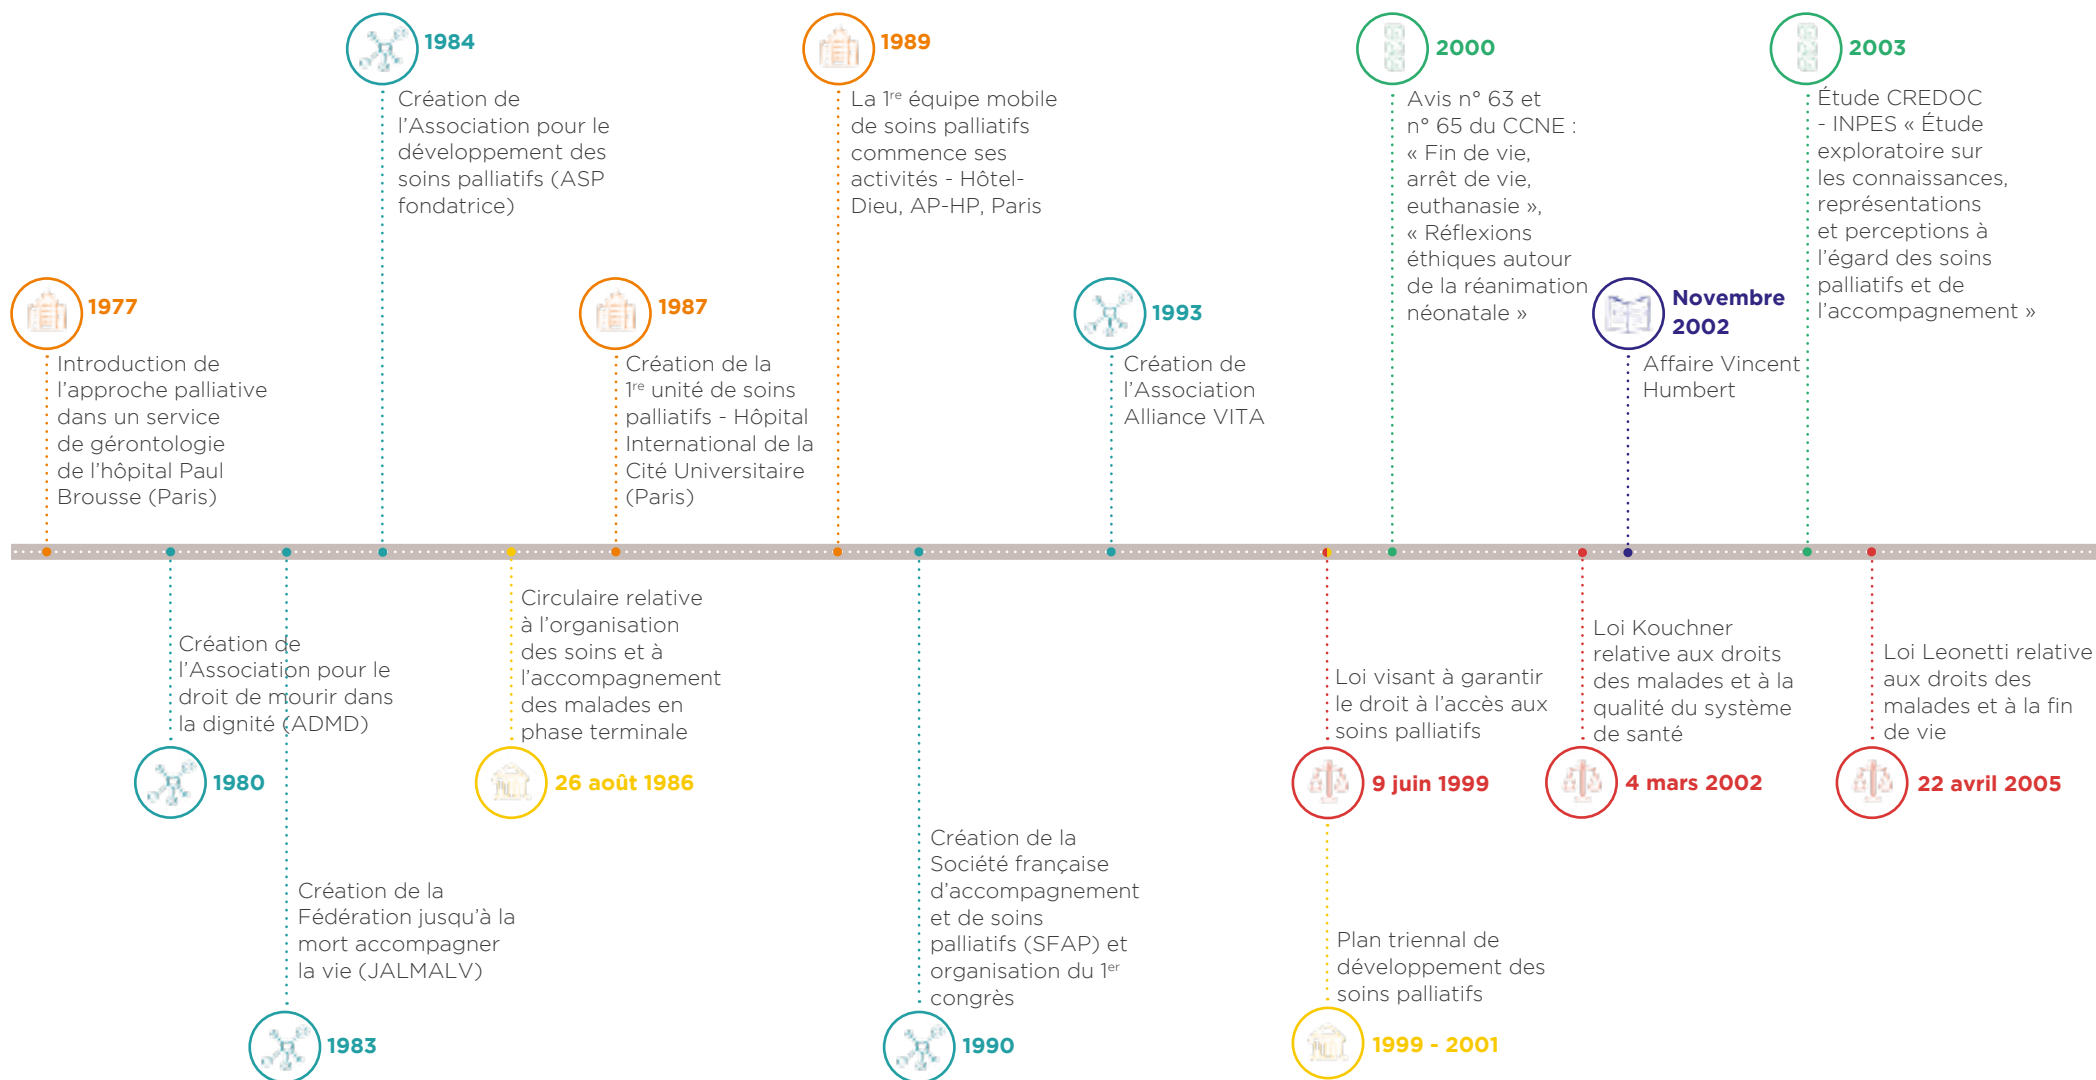 1984
Création de
l'Association pour le
développement des
soins palliatifs (ASP
fondatrice)
1989
La 1re équipe mobile
de soins palliatifs
commence ses
activités - Hôtel-
Dieu, AP-HP, Paris
2000
Avis n° 63 et
n° 65 du CCNE :
« Fin de vie,
arrêt de vie,
euthanasie »,
« Réflexions
éthiques autour
de la réanimation
néonatale »
2003
Étude CREDOC
- INPES « Étude
exploratoire sur
les connaissances,
représentations
et perceptions à
l'égard des soins
palliatifs et de
l'accompagnement »
1977
Introduction de
l'approche palliative
dans un service
de gérontologie
de l'hôpital Paul
Brousse (Paris)
1987
Création de la
1re unité de soins
palliatifs - Hôpital
International de la
Cité Universitaire
(Paris)
1993
Création de
l'Association
Alliance VITA
Novembre
2002
Affaire Vincent
Humbert
Création de
l'Association pour le
droit de mourir dans
la dignité (ADMD)
1980
Circulaire relative
à l'organisation
des soins et à
l'accompagnement
des malades en
phase terminale
26 août 1986
Loi visant à garantir
le droit à l'accès aux
soins palliatifs
9 juin 1999
Loi Kouchner
relative aux droits
des malades et à la
qualité du système
de santé
4 mars 2002
Loi Leonetti relative
aux droits des
malades et à la fin
de vie
22 avril 2005
Création de la
Fédération jusqu'à la
mort accompagner
la vie (JALMALV)
1983
Création de la
Société française
d'accompagnement
et de soins
palliatifs (SFAP) et
organisation du 1er
congrès
1990
Plan triennal de
développement des
soins palliatifs
1999 - 2001